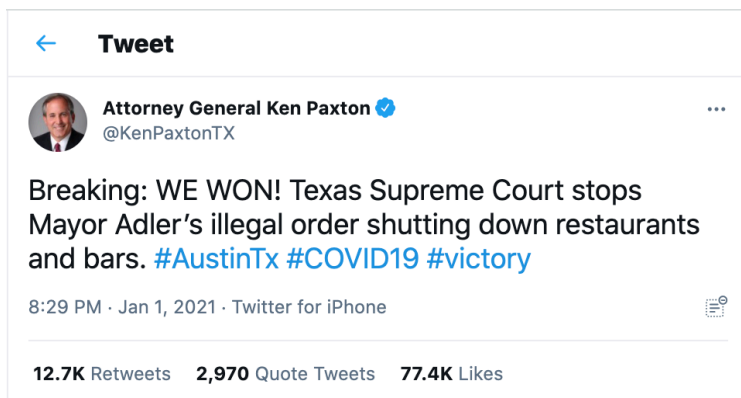 Tweet
Attorney General Ken Paxton
@KenPaxtonTX
Breaking: WE WON! Texas Supreme Court stops
Mayor Adler’s illegal order shutting down restaurants
and bars. #AustinTx #COVID19 #victory
8:29 PM · Jan 1, 2021 · Twitter for iPhone
12.7K Retweets 2,970 Quote Tweets 77.4K Likes